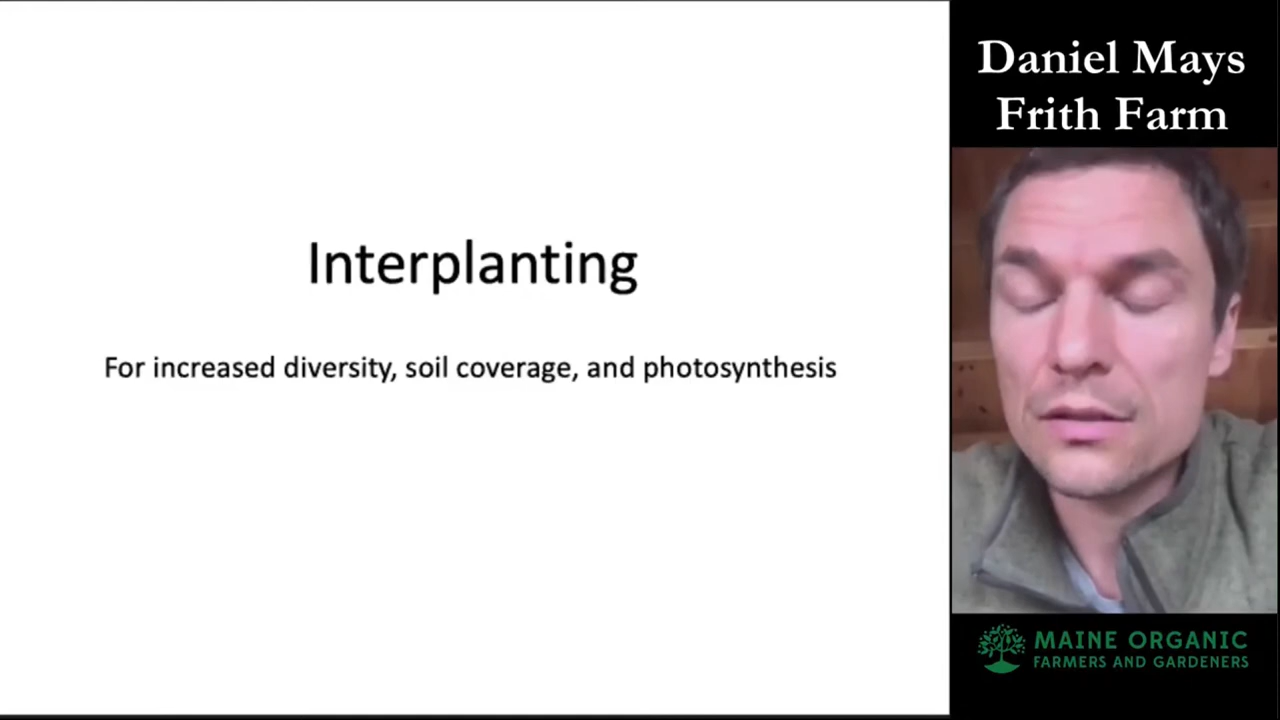 Interplanting
For increased diversity, soil coverage, and photosynthesis
Daniel Mays
Frith Farm
MAINE ORGANIC
FARMERS AND GARDENERS